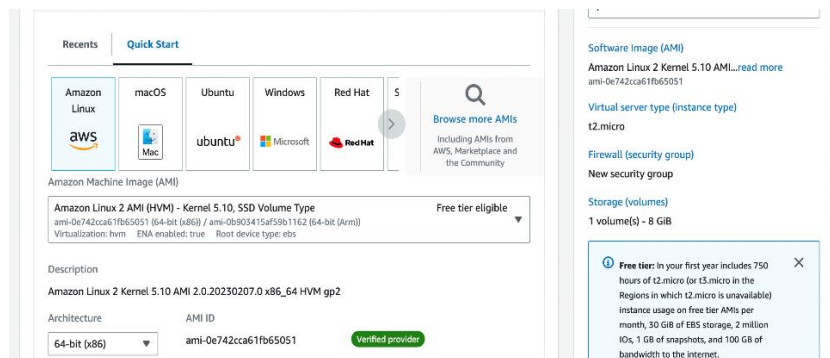 Recents
Quick Start
Amazon Linux
aws
macOS
Mac
Ubuntu
ubuntu
Windows
Microsoft
Red Hat
Red Hat
S
Browse more AMIs
Including AMIs from
AWS, Marketplace and
the Community
Amazon Machine Image (AMI)
Amazon Linux 2 AMI (HVM) - Kernel 5.10, SSD Volume Type
Free tier eligible
ami-0e742cca61fb65051 (64-bit (x86)) / ami-0b903415af59b1162 (64-bit (Arm))
Virtualization: hvm ENA enabled: true Root device type: ebs
Description
Amazon Linux 2 Kernel 5.10 AMI 2.0.20230207.0 x86_64 HVM gp2
Architecture
AMI ID
64-bit (x86)
ami-0e742cca61fb65051
Verified provider
Software Image (AMI)
Amazon Linux 2 Kernel 5.10 AMI...read more
ami-0e742cca61fb65051
Virtual server type (instance type)
t2.micro
Firewall (security group)
New security group
Storage (volumes)
1 volume(s) - 8 GiB
Free tier: In your first year includes 750
hours of t2.micro (or t3.micro in the
Regions in which t2.micro is unavailable)
instance usage on free tier AMIs per
month, 30 GiB of EBS storage, 2 million
IOs, 1 GB of snapshots, and 100 GB of
bandwidth to the internet.